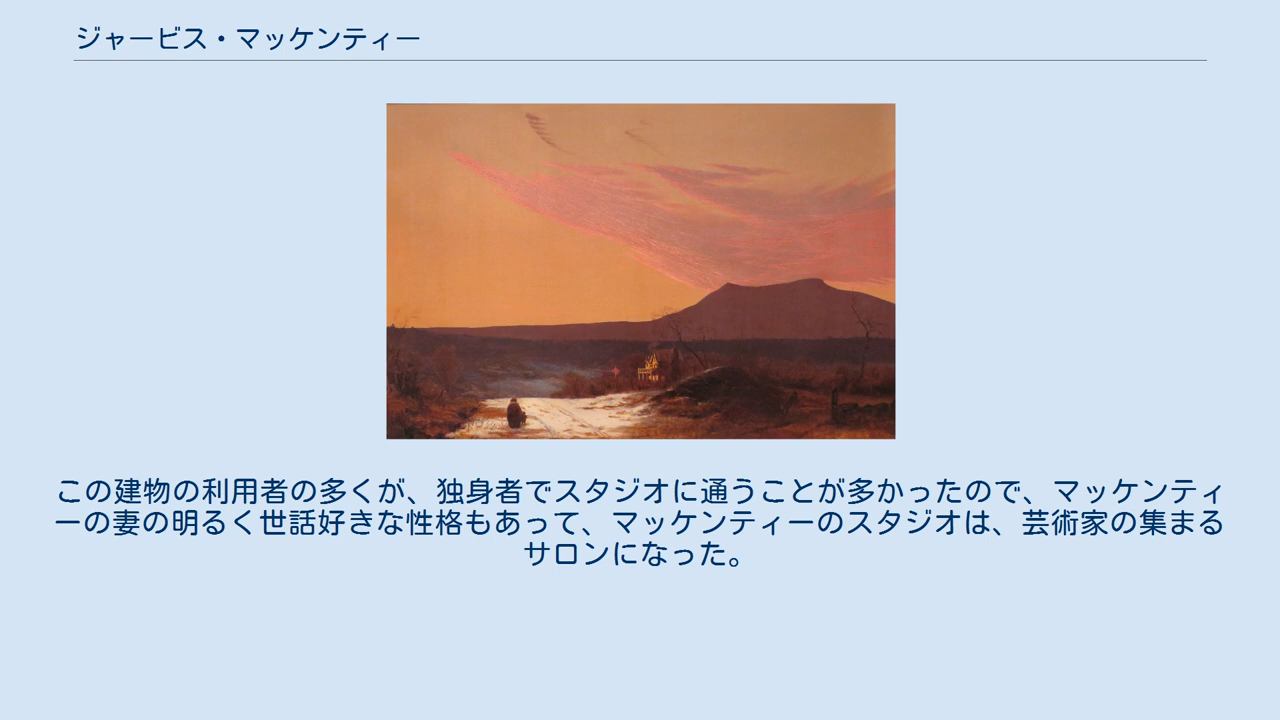 ジャービス・マッケンティー
この建物の利用者の多くが、独身者でスタジオに通うことが多かったので、マッケンティ
ーの妻の明るく世話好きな性格もあって、マッケンティーのスタジオは、芸術家の集まる
サロンになった。